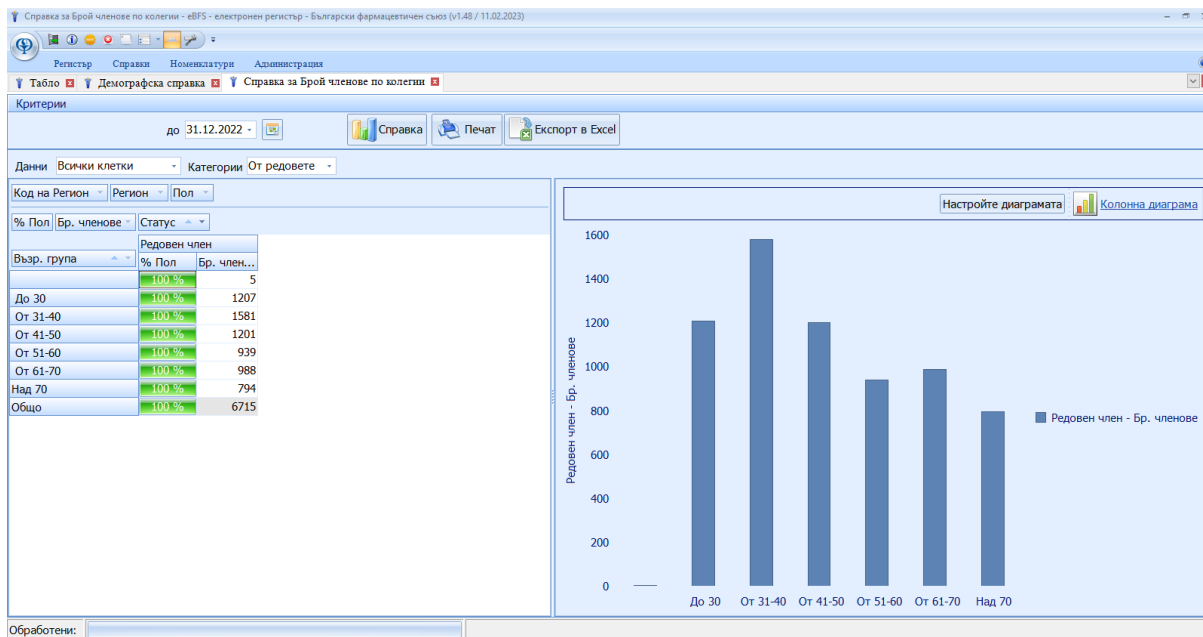 Справка за Брой членове по колегии - eBFS - електронен регистър - Български фармацевтичен съюз (v1.48 / 11.02.2023)
Регистър Справки Номенклатури Администрация
Табло Демографска справка Справка за Брой членове по колегии
Критерии
до 31.12.2022 Справка Печат Експорт в Excel
Данни Всички клетки Категории От редовете
Код на Регион Регион Пол
% Пол Бр. членове Статус
Редовен член
Възр. група % Пол Бр. член...
100 % 5
До 30 100 % 1207
От 31-40 100 % 1581
От 41-50 100 % 1201
От 51-60 100 % 939
От 61-70 100 % 988
Над 70 100 % 794
Общо 100 % 6715
Настройте диаграмата Колонна диаграма
1600
1400
1200
1000
800
600
400
200
0
Редовен член - Бр. членове
До 30 От 31-40 От 41-50 От 51-60 От 61-70 Над 70
Редовен член - Бр. членове
Обработени: